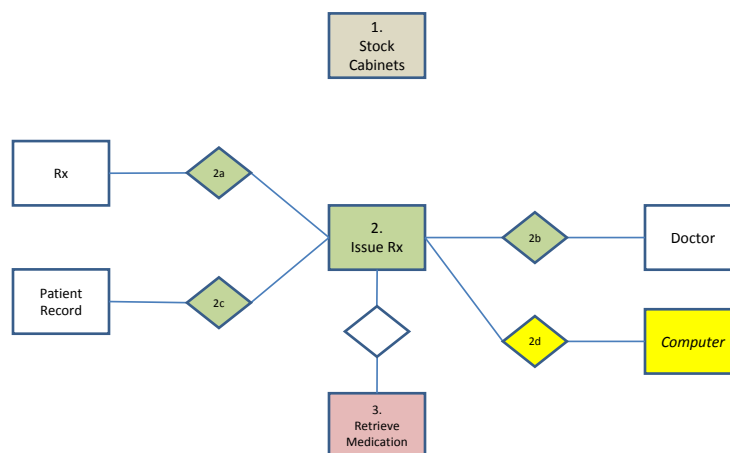 1.
Stock
Cabinets
Rx
2a
2.
Issue Rx
2b
Doctor
Patient
Record
2c
2d
Computer
3.
Retrieve
Medication